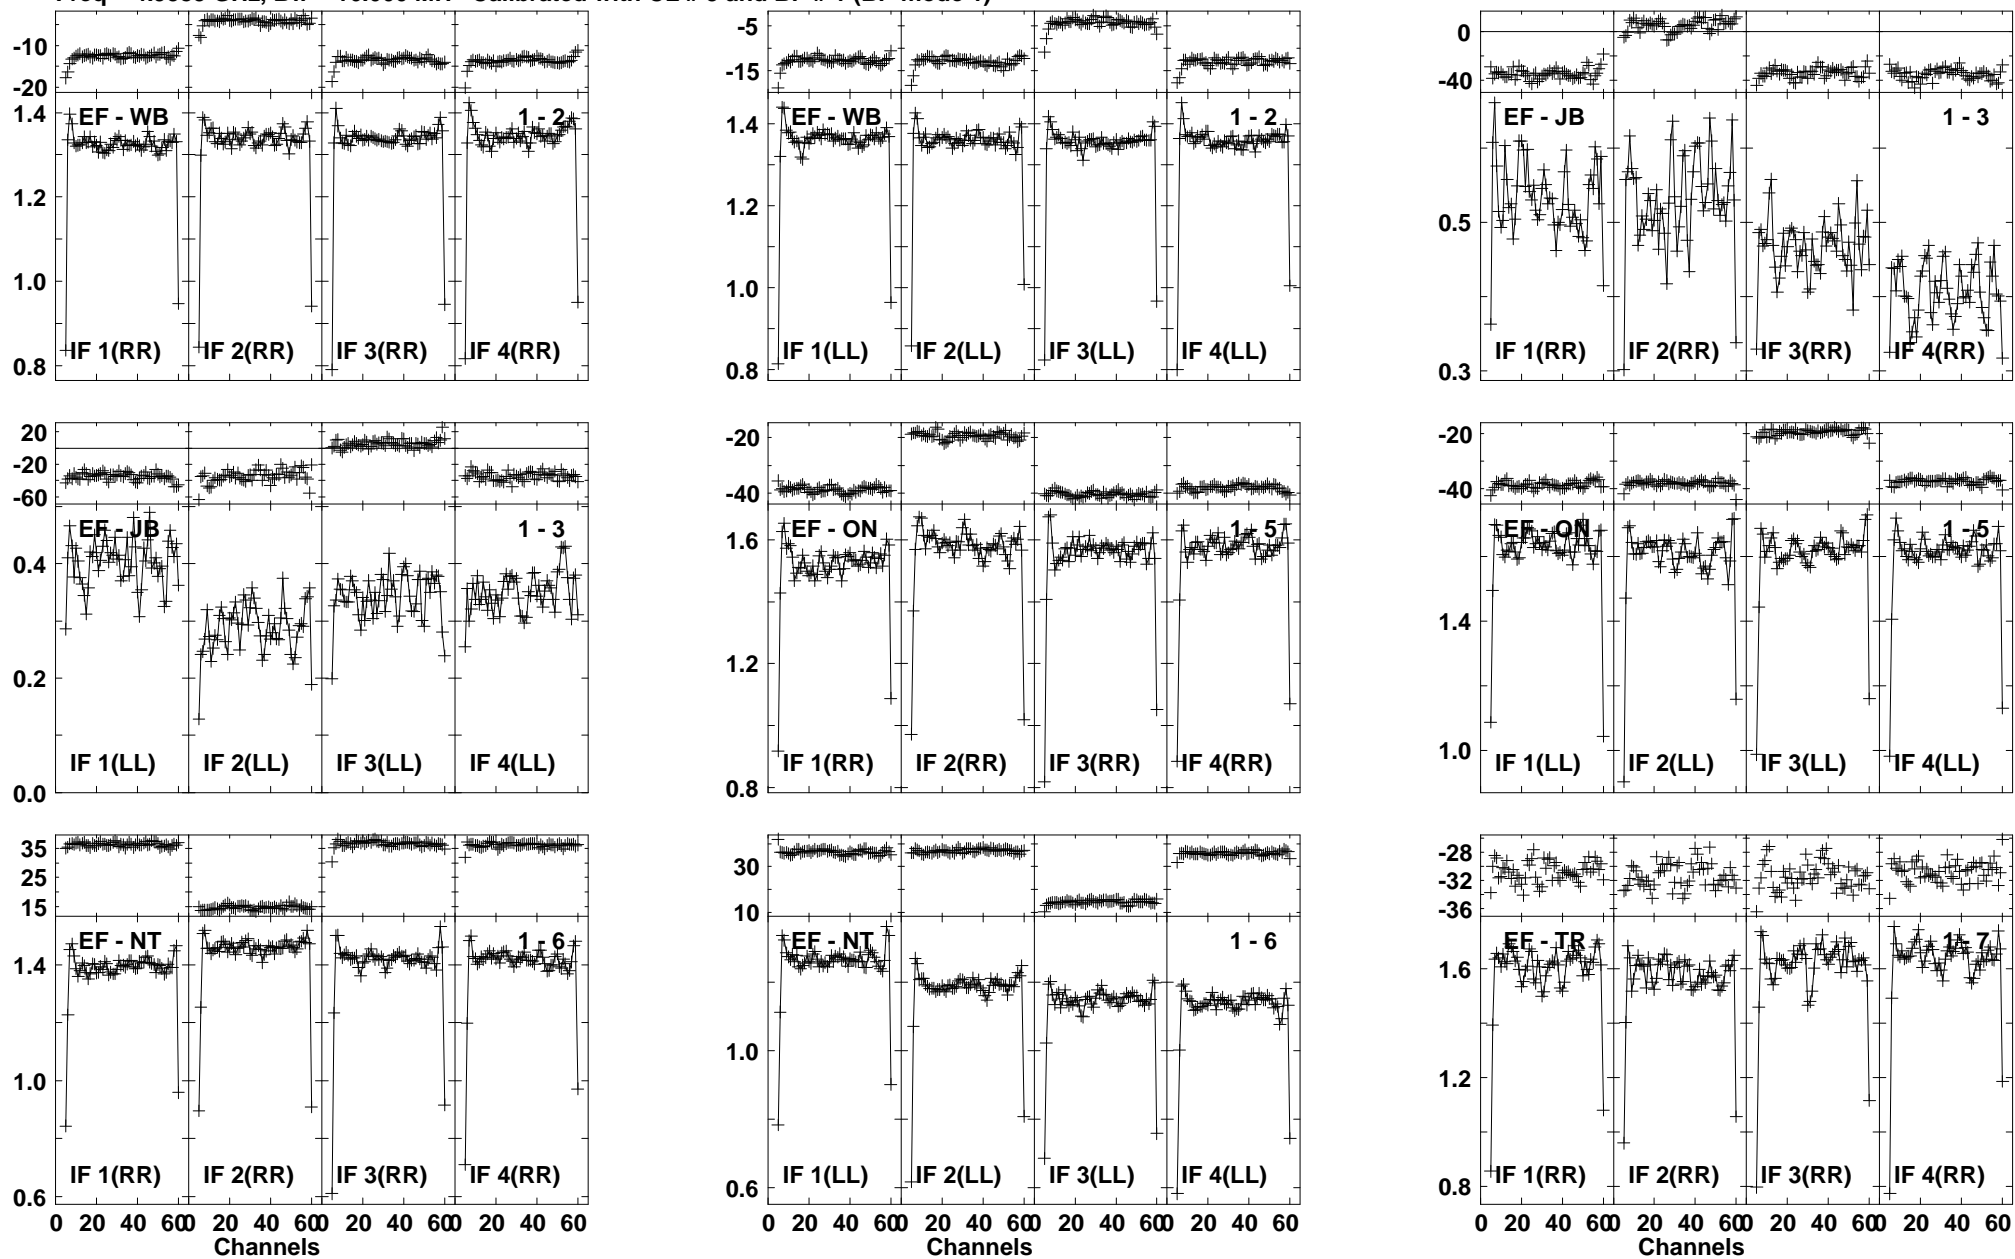 -10
-20
1.4
1.2
1.0
0.8
EF - WB
1 - 2
IF 1(RR)
IF 2(RR)
IF 3(RR)
IF 4(RR)
-5
-15
1.4
1.2
1.0
0.8
EF - WB
1 - 2
IF 1(LL)
IF 2(LL)
IF 3(LL)
IF 4(LL)
0
-40
0.5
0.3
EF - JB
1 - 3
IF 1(RR)
IF 2(RR)
IF 3(RR)
IF 4(RR)
20
-20
-60
0.4
0.2
0.0
EF - JB
1 - 3
IF 1(LL)
IF 2(LL)
IF 3(LL)
IF 4(LL)
-20
-40
1.6
1.2
0.8
EF - ON
1 - 5
IF 1(RR)
IF 2(RR)
IF 3(RR)
IF 4(RR)
-20
-40
1.4
1.0
EF - ON
1 - 5
IF 1(LL)
IF 2(LL)
IF 3(LL)
IF 4(LL)
35
25
15
1.4
1.0
0.6
EF - NT
1 - 6
IF 1(RR)
IF 2(RR)
IF 3(RR)
IF 4(RR)
0 20 40 60 0 20 40 60 0 20 40 60 0 20 40 60
Channels
30
10
1.0
0.6
EF - NT
1 - 6
IF 1(LL)
IF 2(LL)
IF 3(LL)
IF 4(LL)
0 20 40 60 0 20 40 60 0 20 40 60 0 20 40 60
Channels
-28
-32
-36
1.6
1.2
0.8
EF - TR
1 - 7
IF 1(RR)
IF 2(RR)
IF 3(RR)
IF 4(RR)
0 20 40 60 0 20 40 60 0 20 40 60 0 20 40 60
Channels